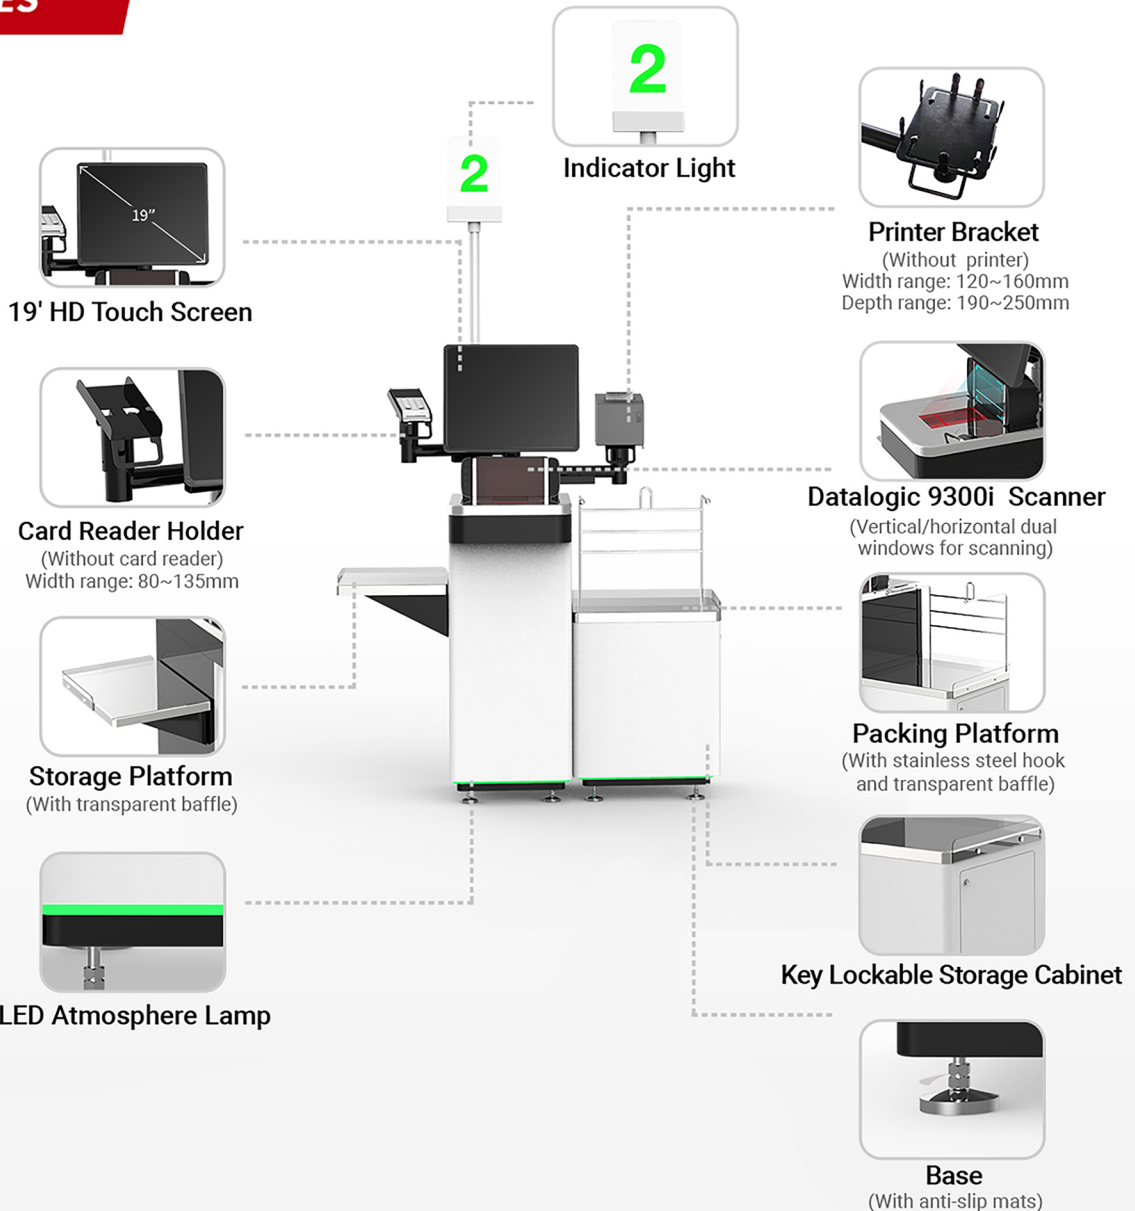 ES
2
Indicator Light
2
19”
19' HD Touch Screen
Printer Bracket
(Without printer)
Width range: 120~160mm
Depth range: 190~250mm
Card Reader Holder
(Without card reader)
Width range: 80~135mm
Datalogic 9300i Scanner
(Vertical/horizontal dual
windows for scanning)
Storage Platform
(With transparent baffle)
Packing Platform
(With stainless steel hook
and transparent baffle)
LED Atmosphere Lamp
Key Lockable Storage Cabinet
Base
(With anti-slip mats)